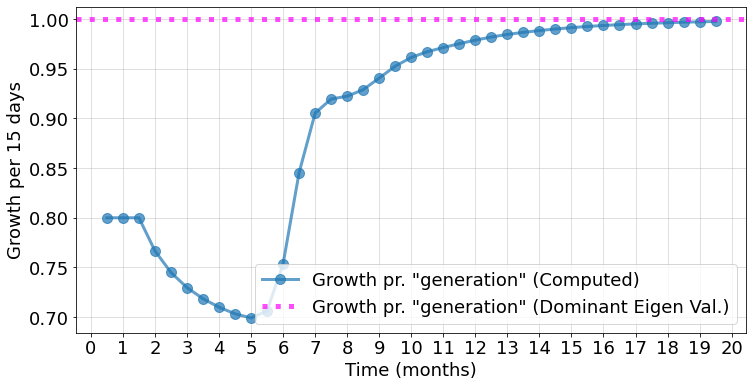 1.00
0.95
0.90
0.85
0.80
0.75
0.70
Growth per 15 days
Growth pr. "generation" (Computed)
Growth pr. "generation" (Dominant Eigen Val.)
0 1 2 3 4 5 6 7 8 9 10 11 12 13 14 15 16 17 18 19 20
Time (months)